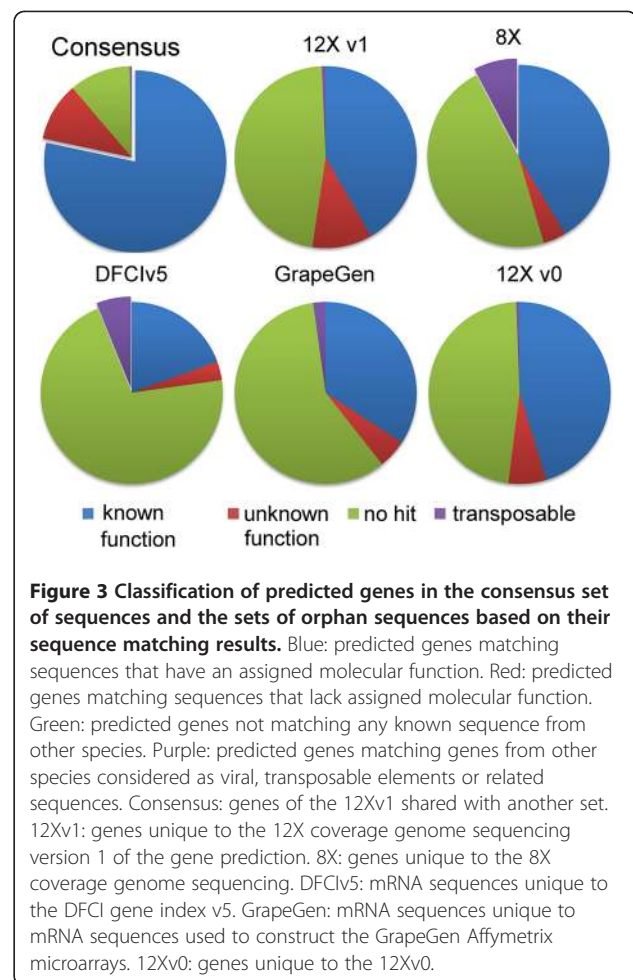 Consensus 12X v1 8X
DFCIv5 GrapeGen 12X v0
known function unknown function no hit transposable
Figure 3 Classification of predicted genes in the consensus set
of sequences and the sets of orphan sequences based on their
sequence matching results. Blue: predicted genes matching
sequences that have an assigned molecular function. Red: predicted
genes matching sequences that lack assigned molecular function.
Green: predicted genes not matching any known sequence from
other species. Purple: predicted genes matching genes from other
species considered as viral, transposable elements or related
sequences. Consensus: genes of the 12Xv1 shared with another set.
12Xv1: genes unique to the 12X coverage genome sequencing
version 1 of the gene prediction. 8X: genes unique to the 8X
coverage genome sequencing. DFCIv5: mRNA sequences unique to
the DFCI gene index v5. GrapeGen: mRNA sequences unique to
mRNA sequences used to construct the GrapeGen Affymetrix
microarrays. 12Xv0: genes unique to the 12Xv0.